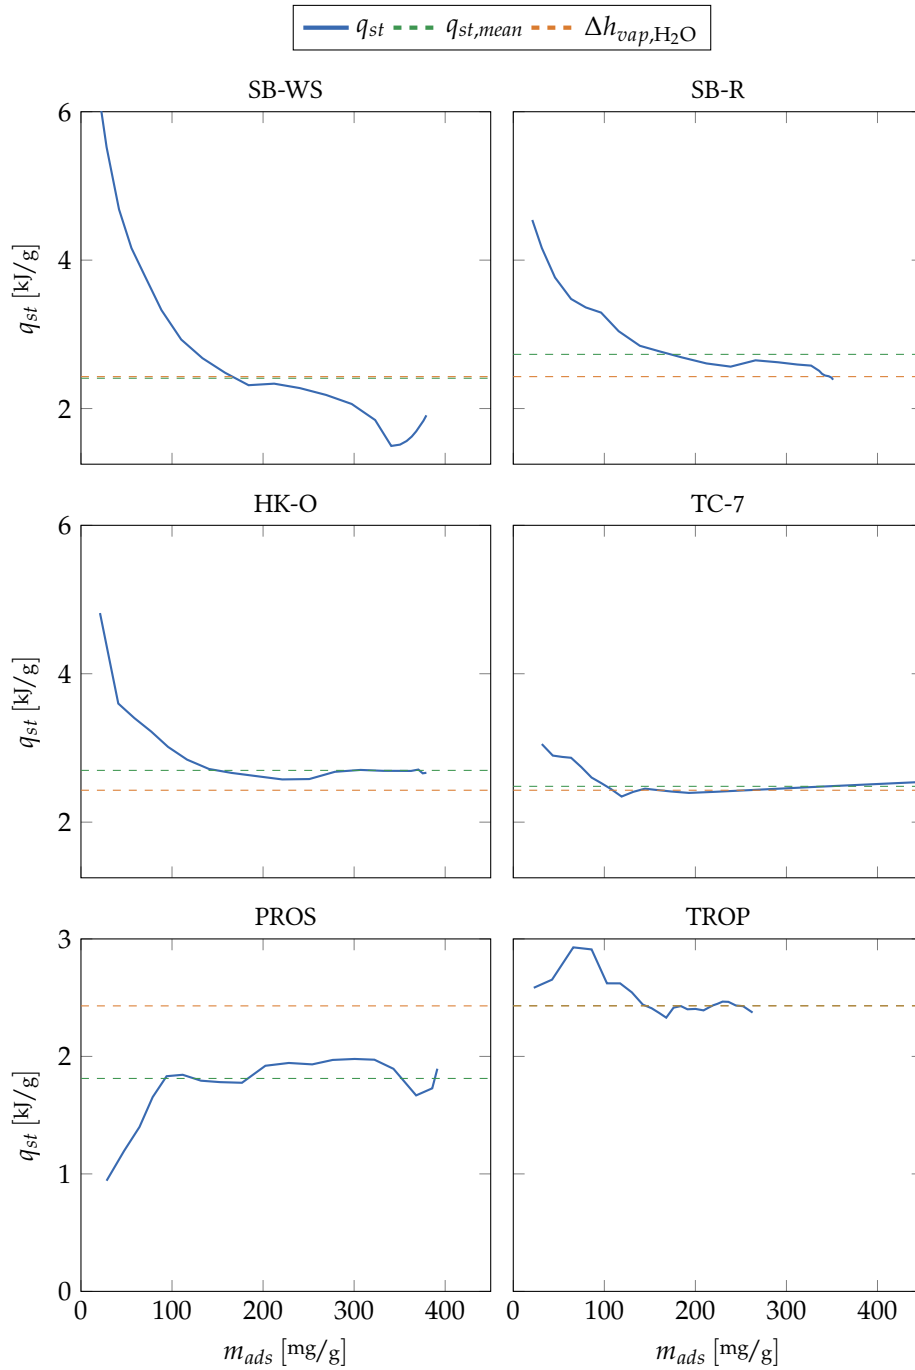 q_st q_st,mean Δh_vap,H₂O
SB-WS SB-R
6
4
2
q_st [kJ/g]
HK-O TC-7
6
4
2
q_st [kJ/g]
PROS TROP
3
2
1
0
q_st [kJ/g]
0 100 200 300 400 0 100 200 300 400
m_ads [mg/g] m_ads [mg/g]